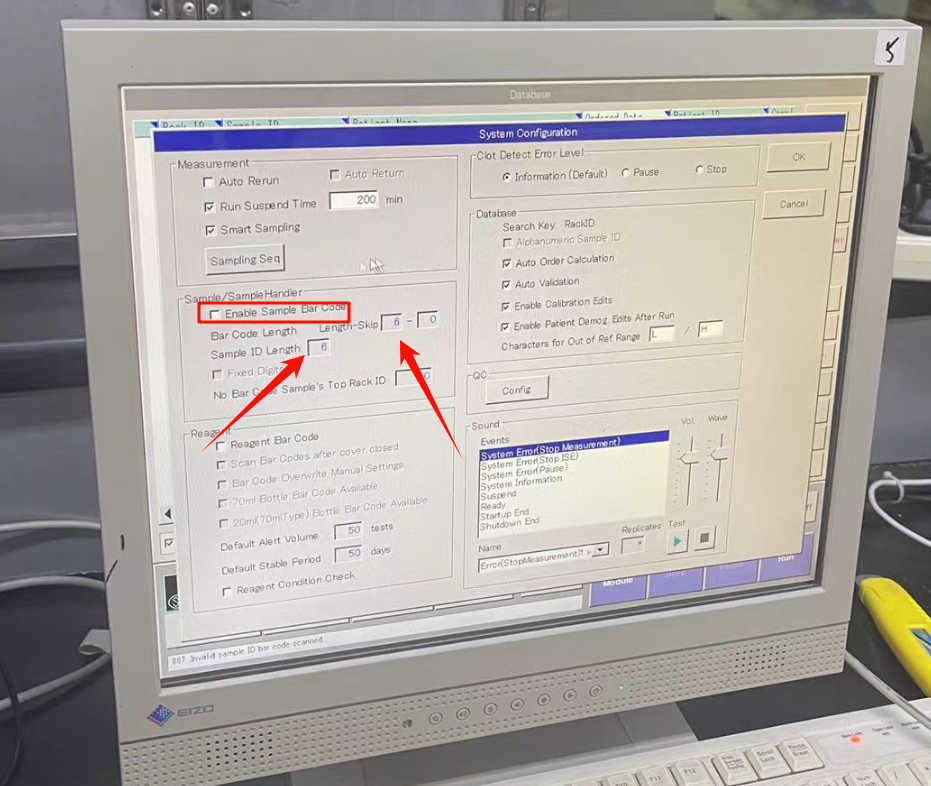 5
Database
Rack ID Sample ID Patient Name Ordered Date Patient ID
System Configuration
Measurement
Auto Rerun Auto Return
Run Suspend Time 200 min
Smart Sampling
Sampling Seq
Sample/SampleHandler
Enable Sample Bar Code
Bar Code Length Length-Skip 6 - 0
Sample ID Length 6
Fixed Digit
No Bar Code Sample's Top Rack ID 0
Reagent
Reagent Bar Code
Scan Bar Codes after cover closed
Bar Code Overwrite Manual Settings
70ml Bottle Bar Code Available
20ml(70mlType) Bottle Bar Code Available
Default Alert Volume 50 tests
Default Stable Period 50 days
Reagent Condition Check
Clot Detect Error Level
Information (Default) Pause Stop
OK
Cancel
Database
Search Key: RackID
Alphanumeric Sample ID
Auto Order Calculation
Auto Validation
Enable Calibration Edits
Enable Patient Demog. Edits After Run
Characters for Out of Ref Range: L / H
QC
Config
Sound
Events
System Error(Stop Measurement)
System Error(Stop ISE)
System Error(Pause)
System Information
Suspend
Ready
Startup End
Shutdown End
Vol. Wave
Name Replicates Test
Error(StopMeasurement)1.w
Module Run
807 Invalid sample ID bar code scanned.
EIZO
Num Lock Caps Lock
F11 F12 Print Screen SysRq Scroll Lock Pause Break
Num Lock /